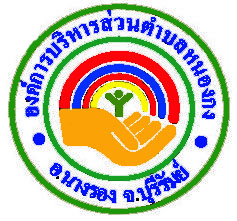 องค์การบริหารส่วนตำบลหนองกง
อ.นางรอง จ.บุรีรัมย์